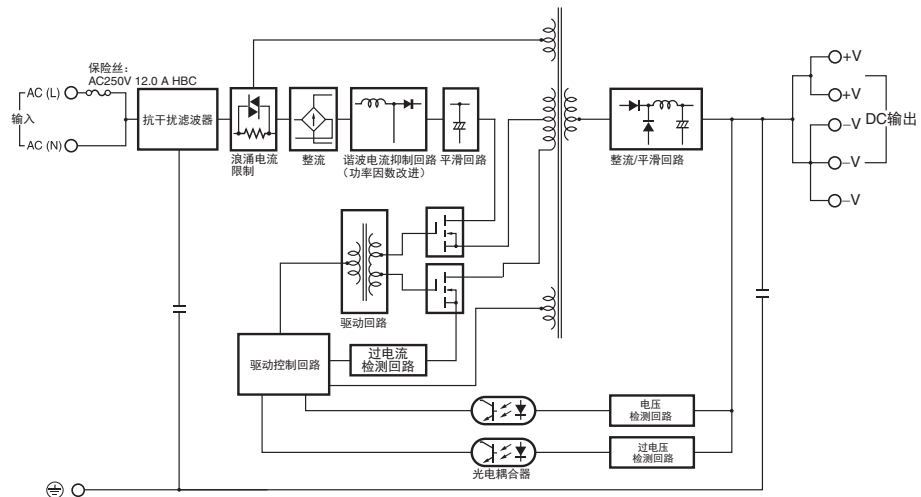 保险丝：
AC250V 12.0 A HBC
AC (L)
输入
AC (N)
抗干扰滤波器
浪涌电流
限制
整流
谐波电流抑制回路
（功率因数改进）
平滑回路
整流/平滑回路
+V
+V
−V
DC输出
−V
−V
驱动回路
驱动控制回路
过电流
检测回路
电压
检测回路
过电压
检测回路
光电耦合器